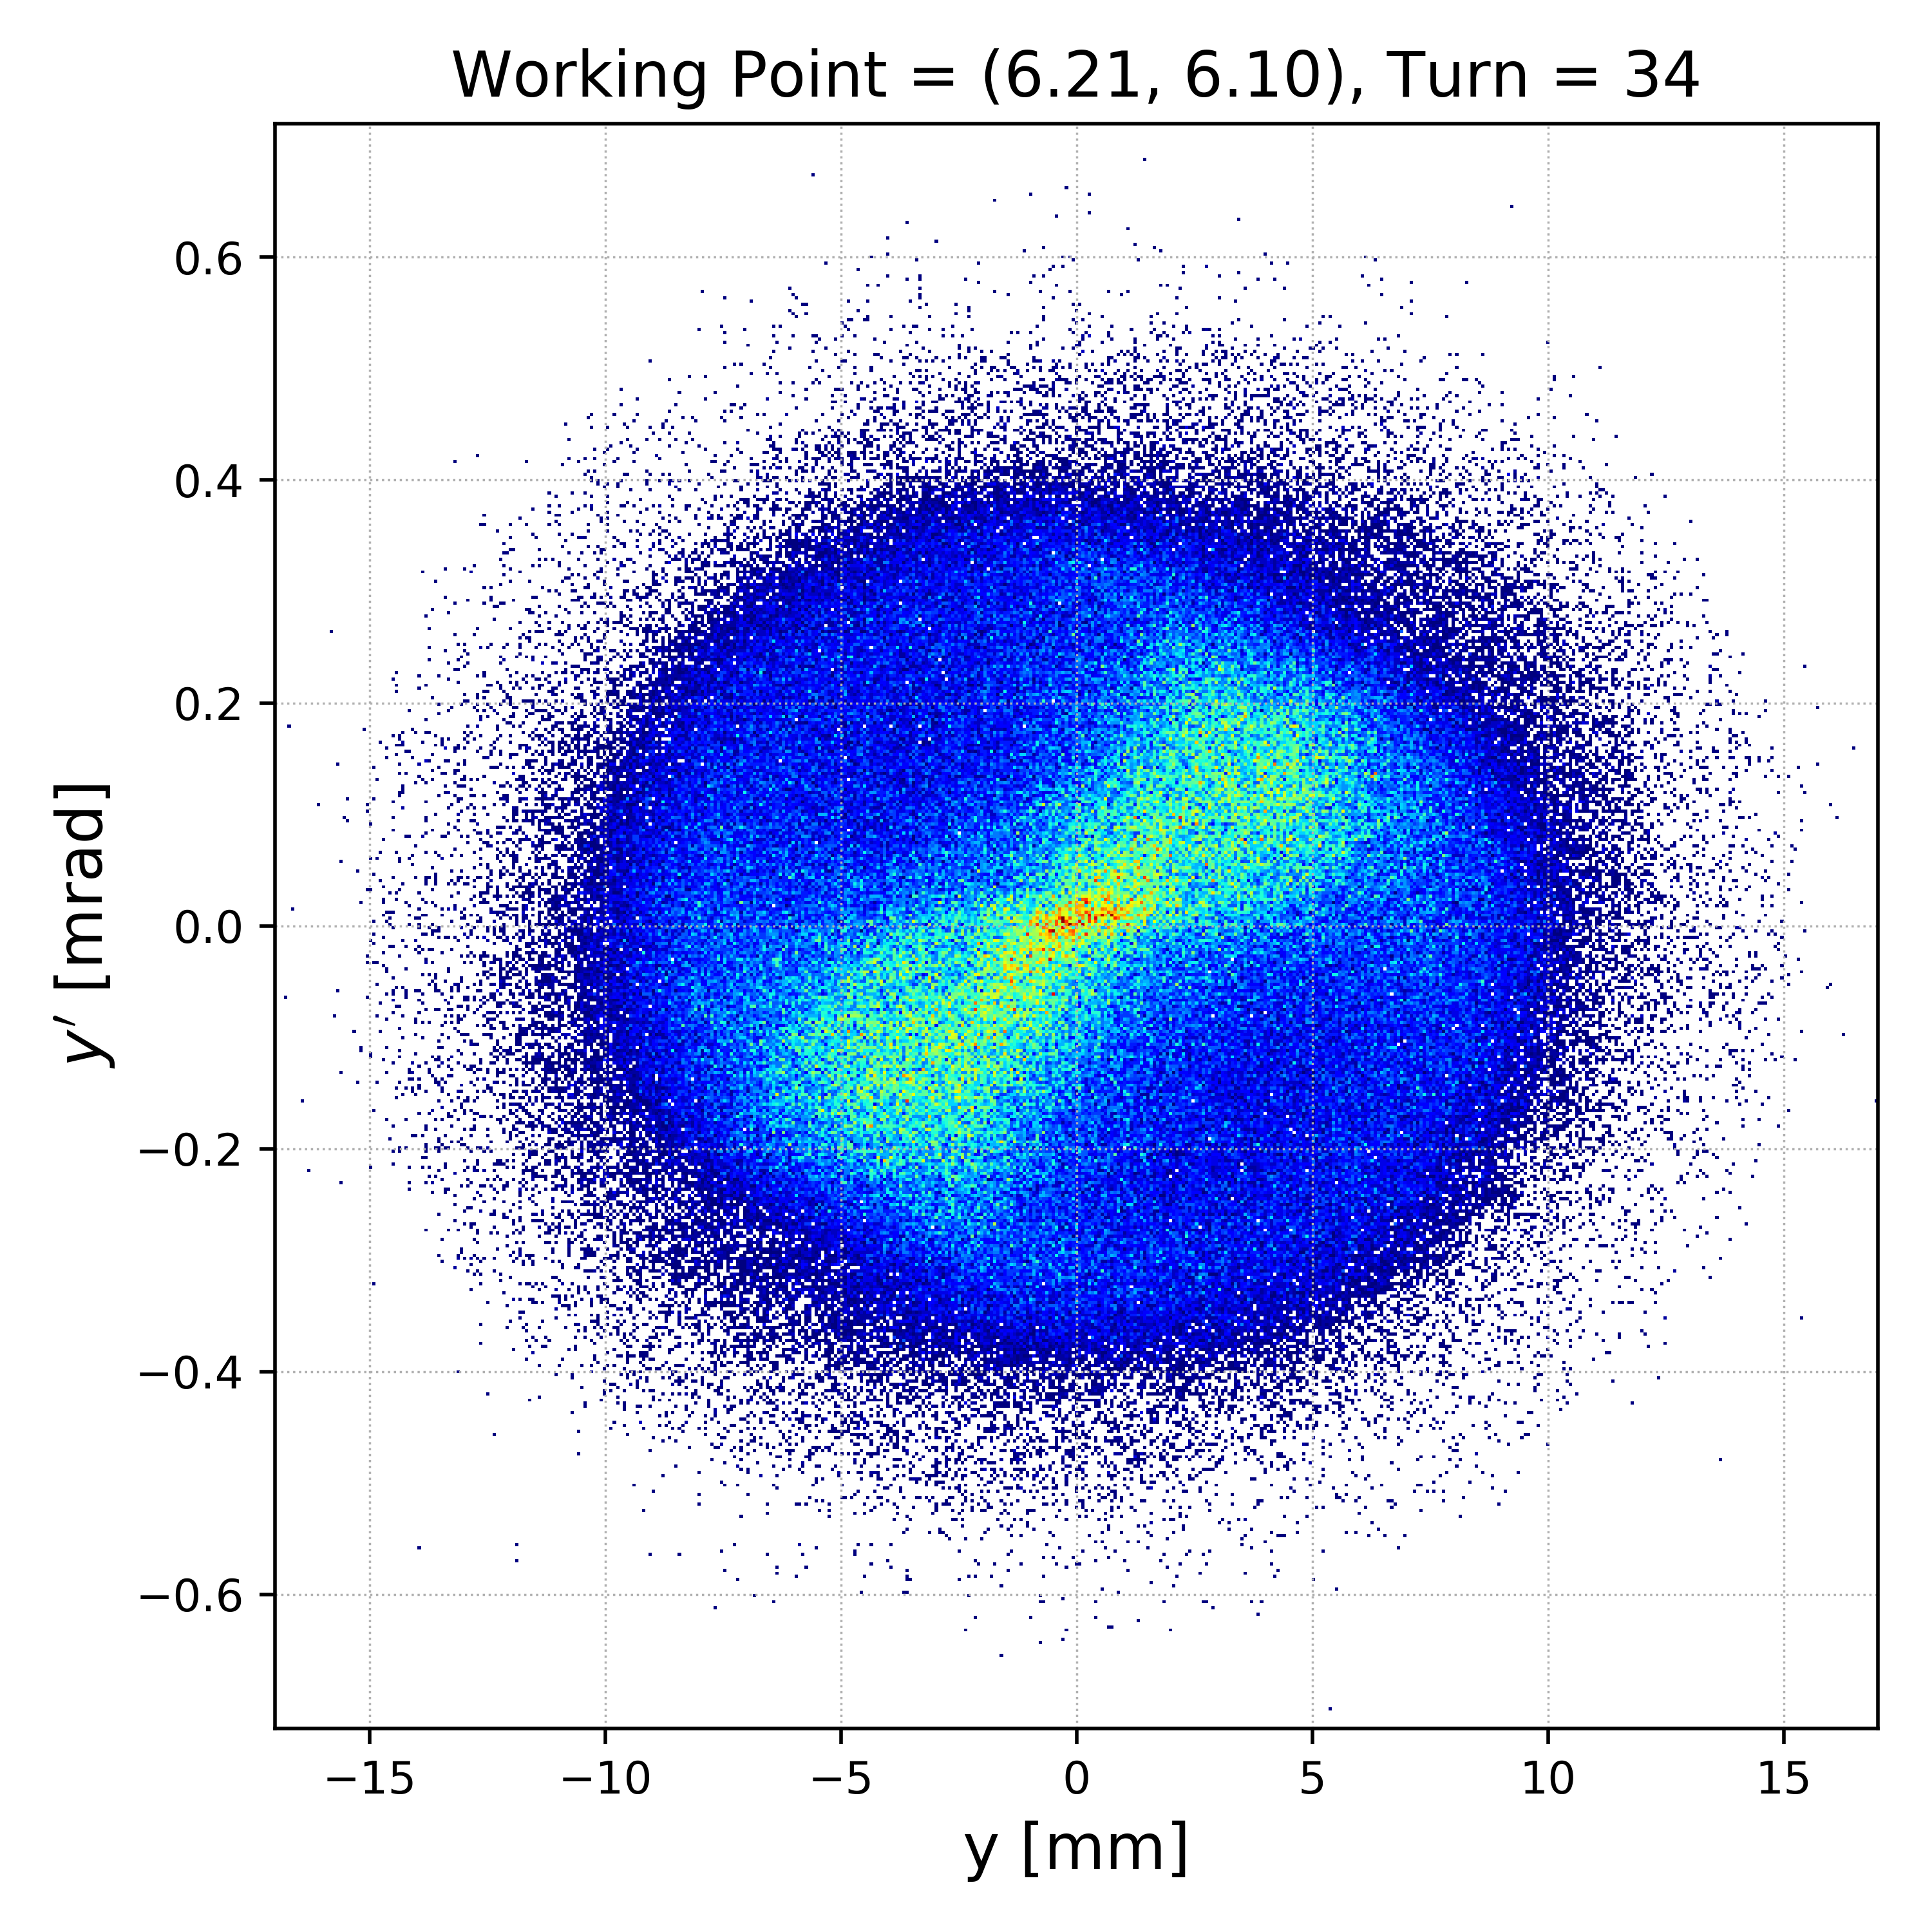 Working Point = (6.21, 6.10), Turn = 34
0.6
0.4
0.2
0.0
−0.2
−0.4
−0.6
y′ [mrad]
−15 −10 −5 0 5 10 15
y [mm]